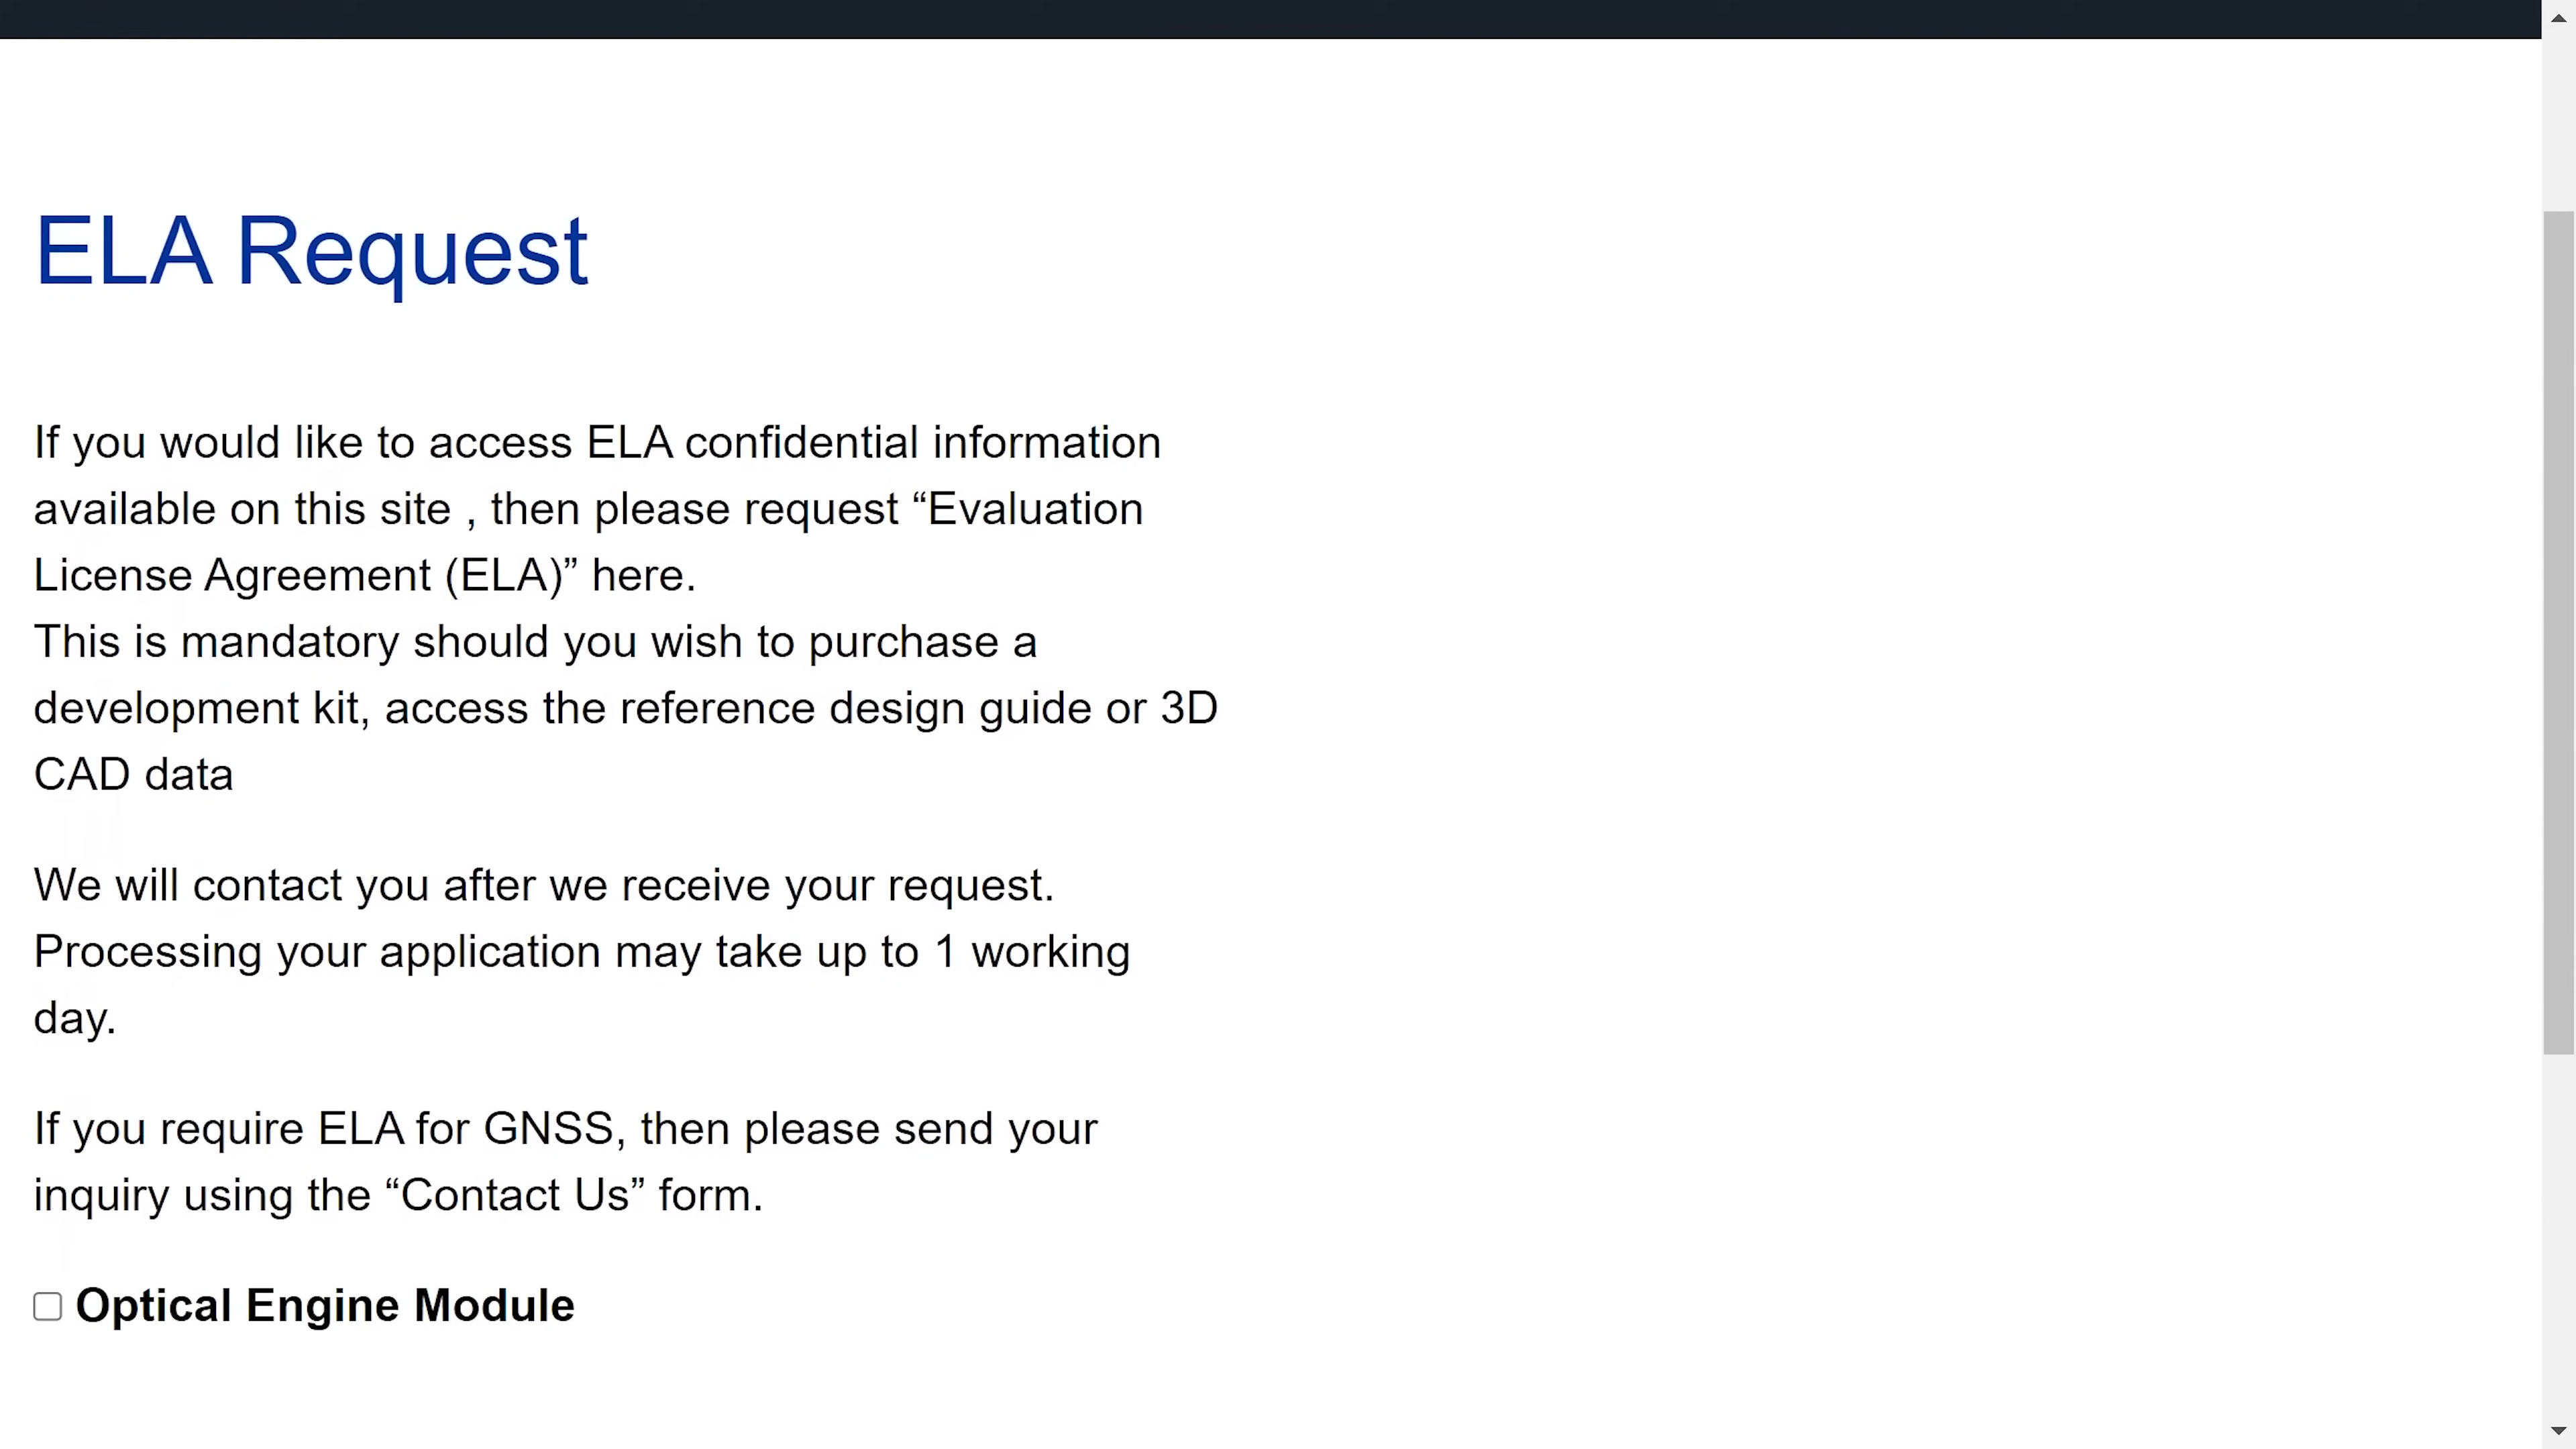 ELA Request
If you would like to access ELA confidential information
available on this site , then please request “Evaluation
License Agreement (ELA)” here.
This is mandatory should you wish to purchase a
development kit, access the reference design guide or 3D
CAD data
We will contact you after we receive your request.
Processing your application may take up to 1 working
day.
If you require ELA for GNSS, then please send your
inquiry using the “Contact Us” form.
Optical Engine Module